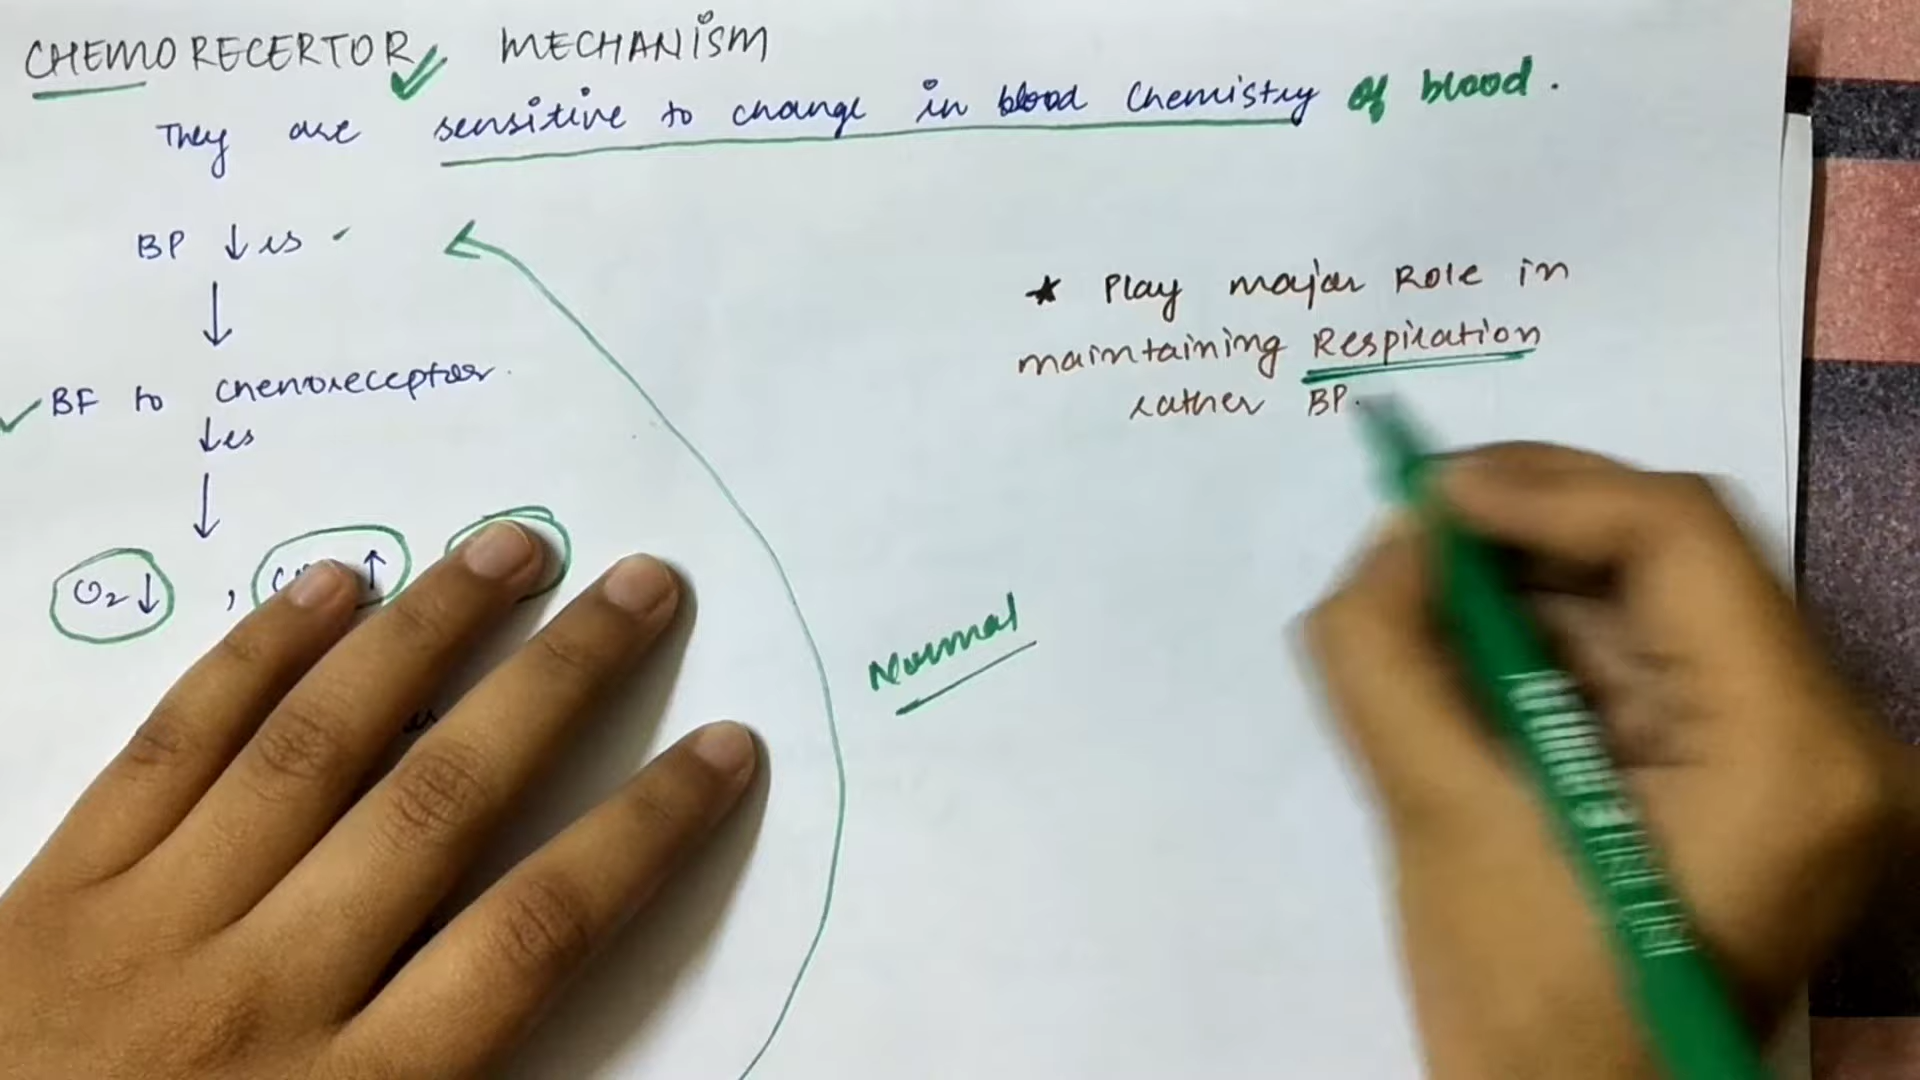 CHEMORECERTOR MECHANISM
They are sensitive to change in blood Chemistry of blood.
BP ↓es
↓
BF to chemoreceptor.
↓es
↓
O2↓, ↑
★ Play major Role in
maintaining Respiration
rather BP.
Normal